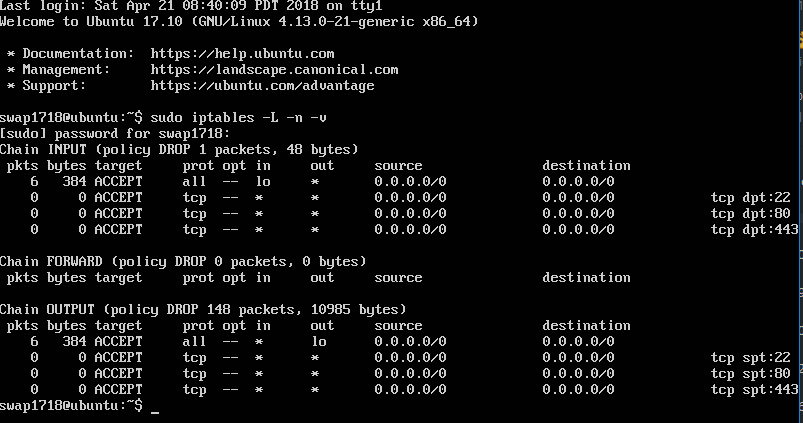 Last login: Sat Apr 21 08:40:09 PDT 2018 on tty1
Welcome to Ubuntu 17.10 (GNU/Linux 4.13.0-21-generic x86_64)
* Documentation: https://help.ubuntu.com
* Management: https://landscape.canonical.com
* Support: https://ubuntu.com/advantage
swap1718@ubuntu:~$ sudo iptables -L -n -v
[sudo] password for swap1718:
Chain INPUT (policy DROP 1 packets, 48 bytes)
pkts bytes target prot opt in out source destination
6 384 ACCEPT all -- lo * 0.0.0.0/0 0.0.0.0/0
0 0 ACCEPT tcp -- * * 0.0.0.0/0 0.0.0.0/0 tcp dpt:22
0 0 ACCEPT tcp -- * * 0.0.0.0/0 0.0.0.0/0 tcp dpt:80
0 0 ACCEPT tcp -- * * 0.0.0.0/0 0.0.0.0/0 tcp dpt:443
Chain FORWARD (policy DROP 0 packets, 0 bytes)
pkts bytes target prot opt in out source destination
Chain OUTPUT (policy DROP 148 packets, 10985 bytes)
pkts bytes target prot opt in out source destination
6 384 ACCEPT all -- * lo 0.0.0.0/0 0.0.0.0/0
0 0 ACCEPT tcp -- * * 0.0.0.0/0 0.0.0.0/0 tcp spt:22
0 0 ACCEPT tcp -- * * 0.0.0.0/0 0.0.0.0/0 tcp spt:80
0 0 ACCEPT tcp -- * * 0.0.0.0/0 0.0.0.0/0 tcp spt:443
swap1718@ubuntu:~$ _